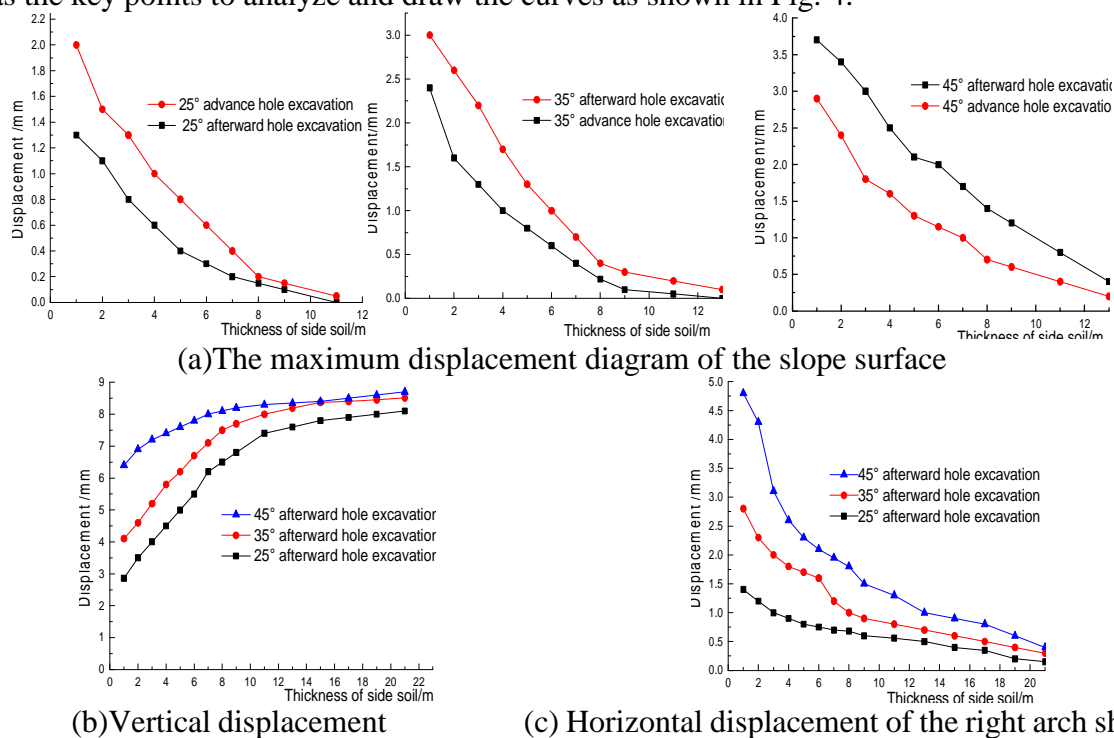 as the key points to analyze and draw the curves as shown in Fig. 4.
2.2
2.0
1.8
1.6
1.4
1.2
1.0
0.8
0.6
0.4
0.2
0.0
Displacement /mm
25° advance hole excavation
25° afterward hole excavation
0 2 4 6 8 10 12 14
Thickness of side soil/m
3.0
2.5
2.0
1.5
1.0
0.5
0.0
Displacement /mm
35° afterward hole excavatio
35° advance hole excavation
0 2 4 6 8 10 12
Thickness of side soil/m
4.0
3.5
3.0
2.5
2.0
1.5
1.0
0.5
0.0
Displacement/mm
45° afterward hole excavation
45° advance hole excavation
0 2 4 6 8 10 12
Thickness of side soil/m
(a)The maximum displacement diagram of the slope surface
9
8
7
6
5
4
3
2
1
0
Displacement /mm
45° afterward hole excavation
35° afterward hole excavation
25° afterward hole excavation
0 2 4 6 8 10 12 14 16 18 20 22
Thickness of side soil/m
5.0
4.5
4.0
3.5
3.0
2.5
2.0
1.5
1.0
0.5
0.0
Displacement /mm
45° afterward hole excavation
35° afterward hole excavation
25° afterward hole excavation
0 2 4 6 8 10 12 14 16 18 20
Thickness of side soil/m
(b)Vertical displacement
(c) Horizontal displacement of the right arch sh